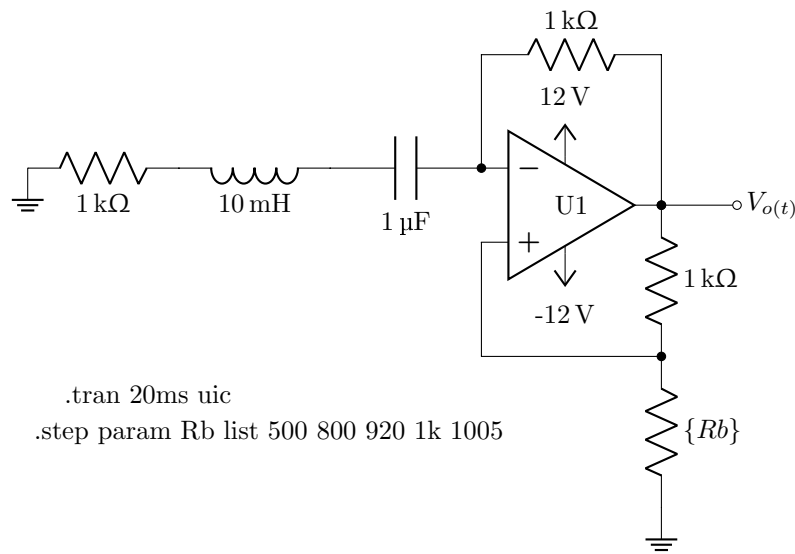 1 kΩ
12 V
−
U1
+
-12 V
1 kΩ
10 mH
1 µF
Vo(t)
1 kΩ
{Rb}
.tran 20ms uic
.step param Rb list 500 800 920 1k 1005